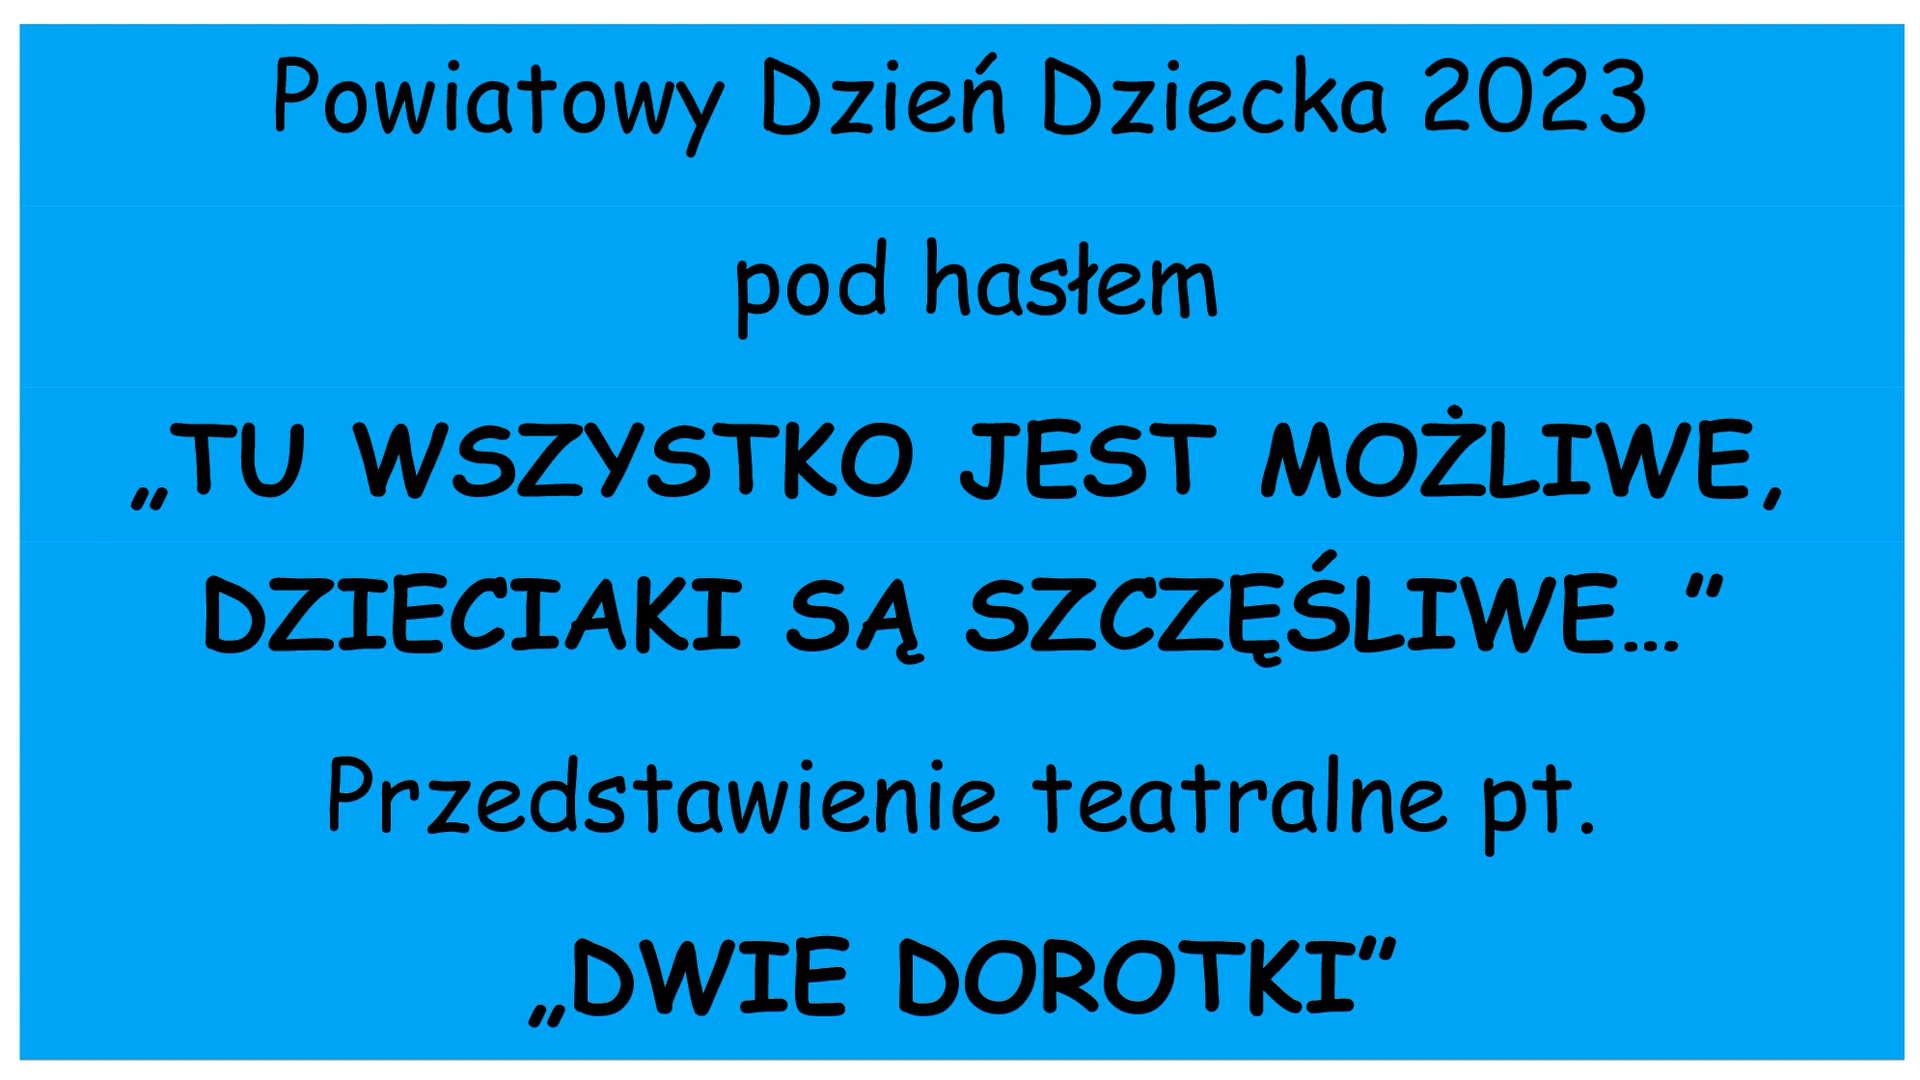 Powiatowy Dzień Dziecka 2023
pod hasłem
„TU WSZYSTKO JEST MOŻLIWE,
DZIECIAKI SĄ SZCZĘŚLIWE…”
Przedstawienie teatralne pt.
„DWIE DOROTKI”